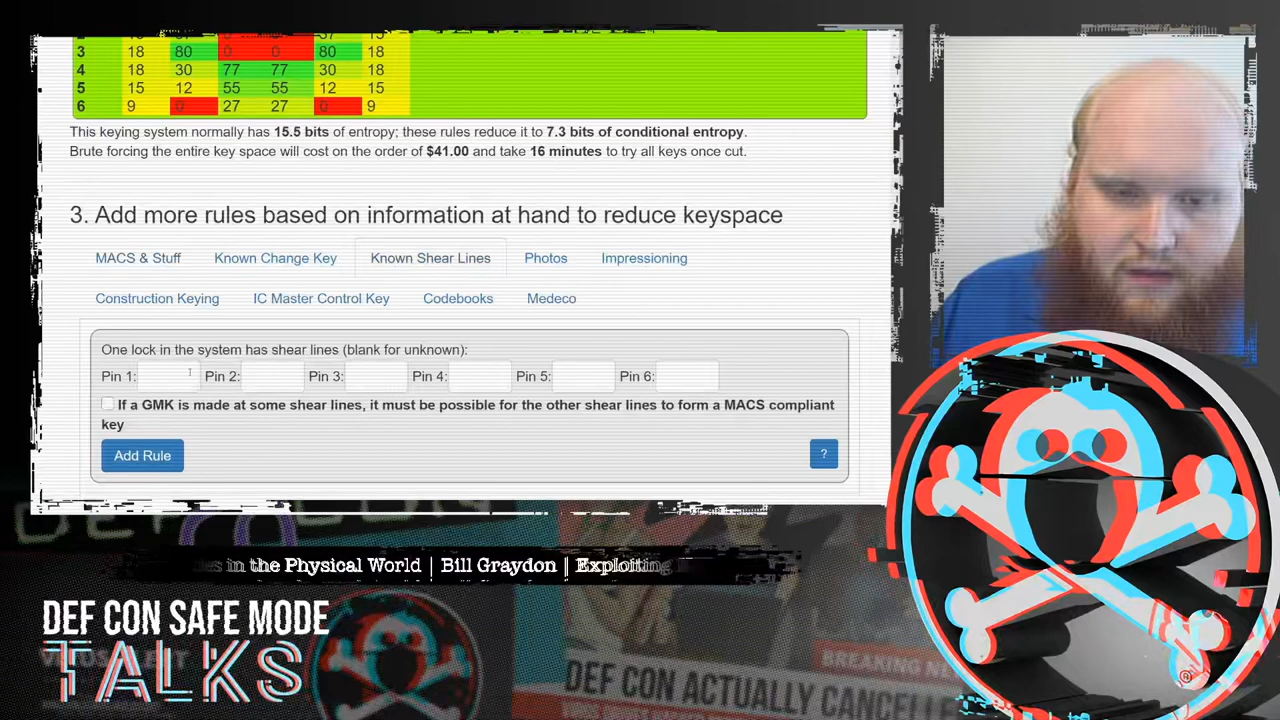 3 18 80 0 0 80 18
4 18 30 77 77 30 18
5 15 12 55 55 12 15
6 9 0 27 27 0 9
This keying system normally has 15.5 bits of entropy; these rules reduce it to 7.3 bits of conditional entropy.
Brute forcing the entire key space will cost on the order of $41.00 and take 16 minutes to try all keys once cut.
3. Add more rules based on information at hand to reduce keyspace
MACS & Stuff Known Change Key Known Shear Lines Photos Impressioning
Construction Keying IC Master Control Key Codebooks Medeco
One lock in the system has shear lines (blank for unknown):
Pin 1: Pin 2: Pin 3: Pin 4: Pin 5: Pin 6:
If a GMK is made at some shear lines, it must be possible for the other shear lines to form a MACS compliant
key
Add Rule ?
in the Physical World | Bill Graydon | Exploiting
DEF CON SAFE MODE
TALKS
BREAKING
DEF CON ACTUALLY
®